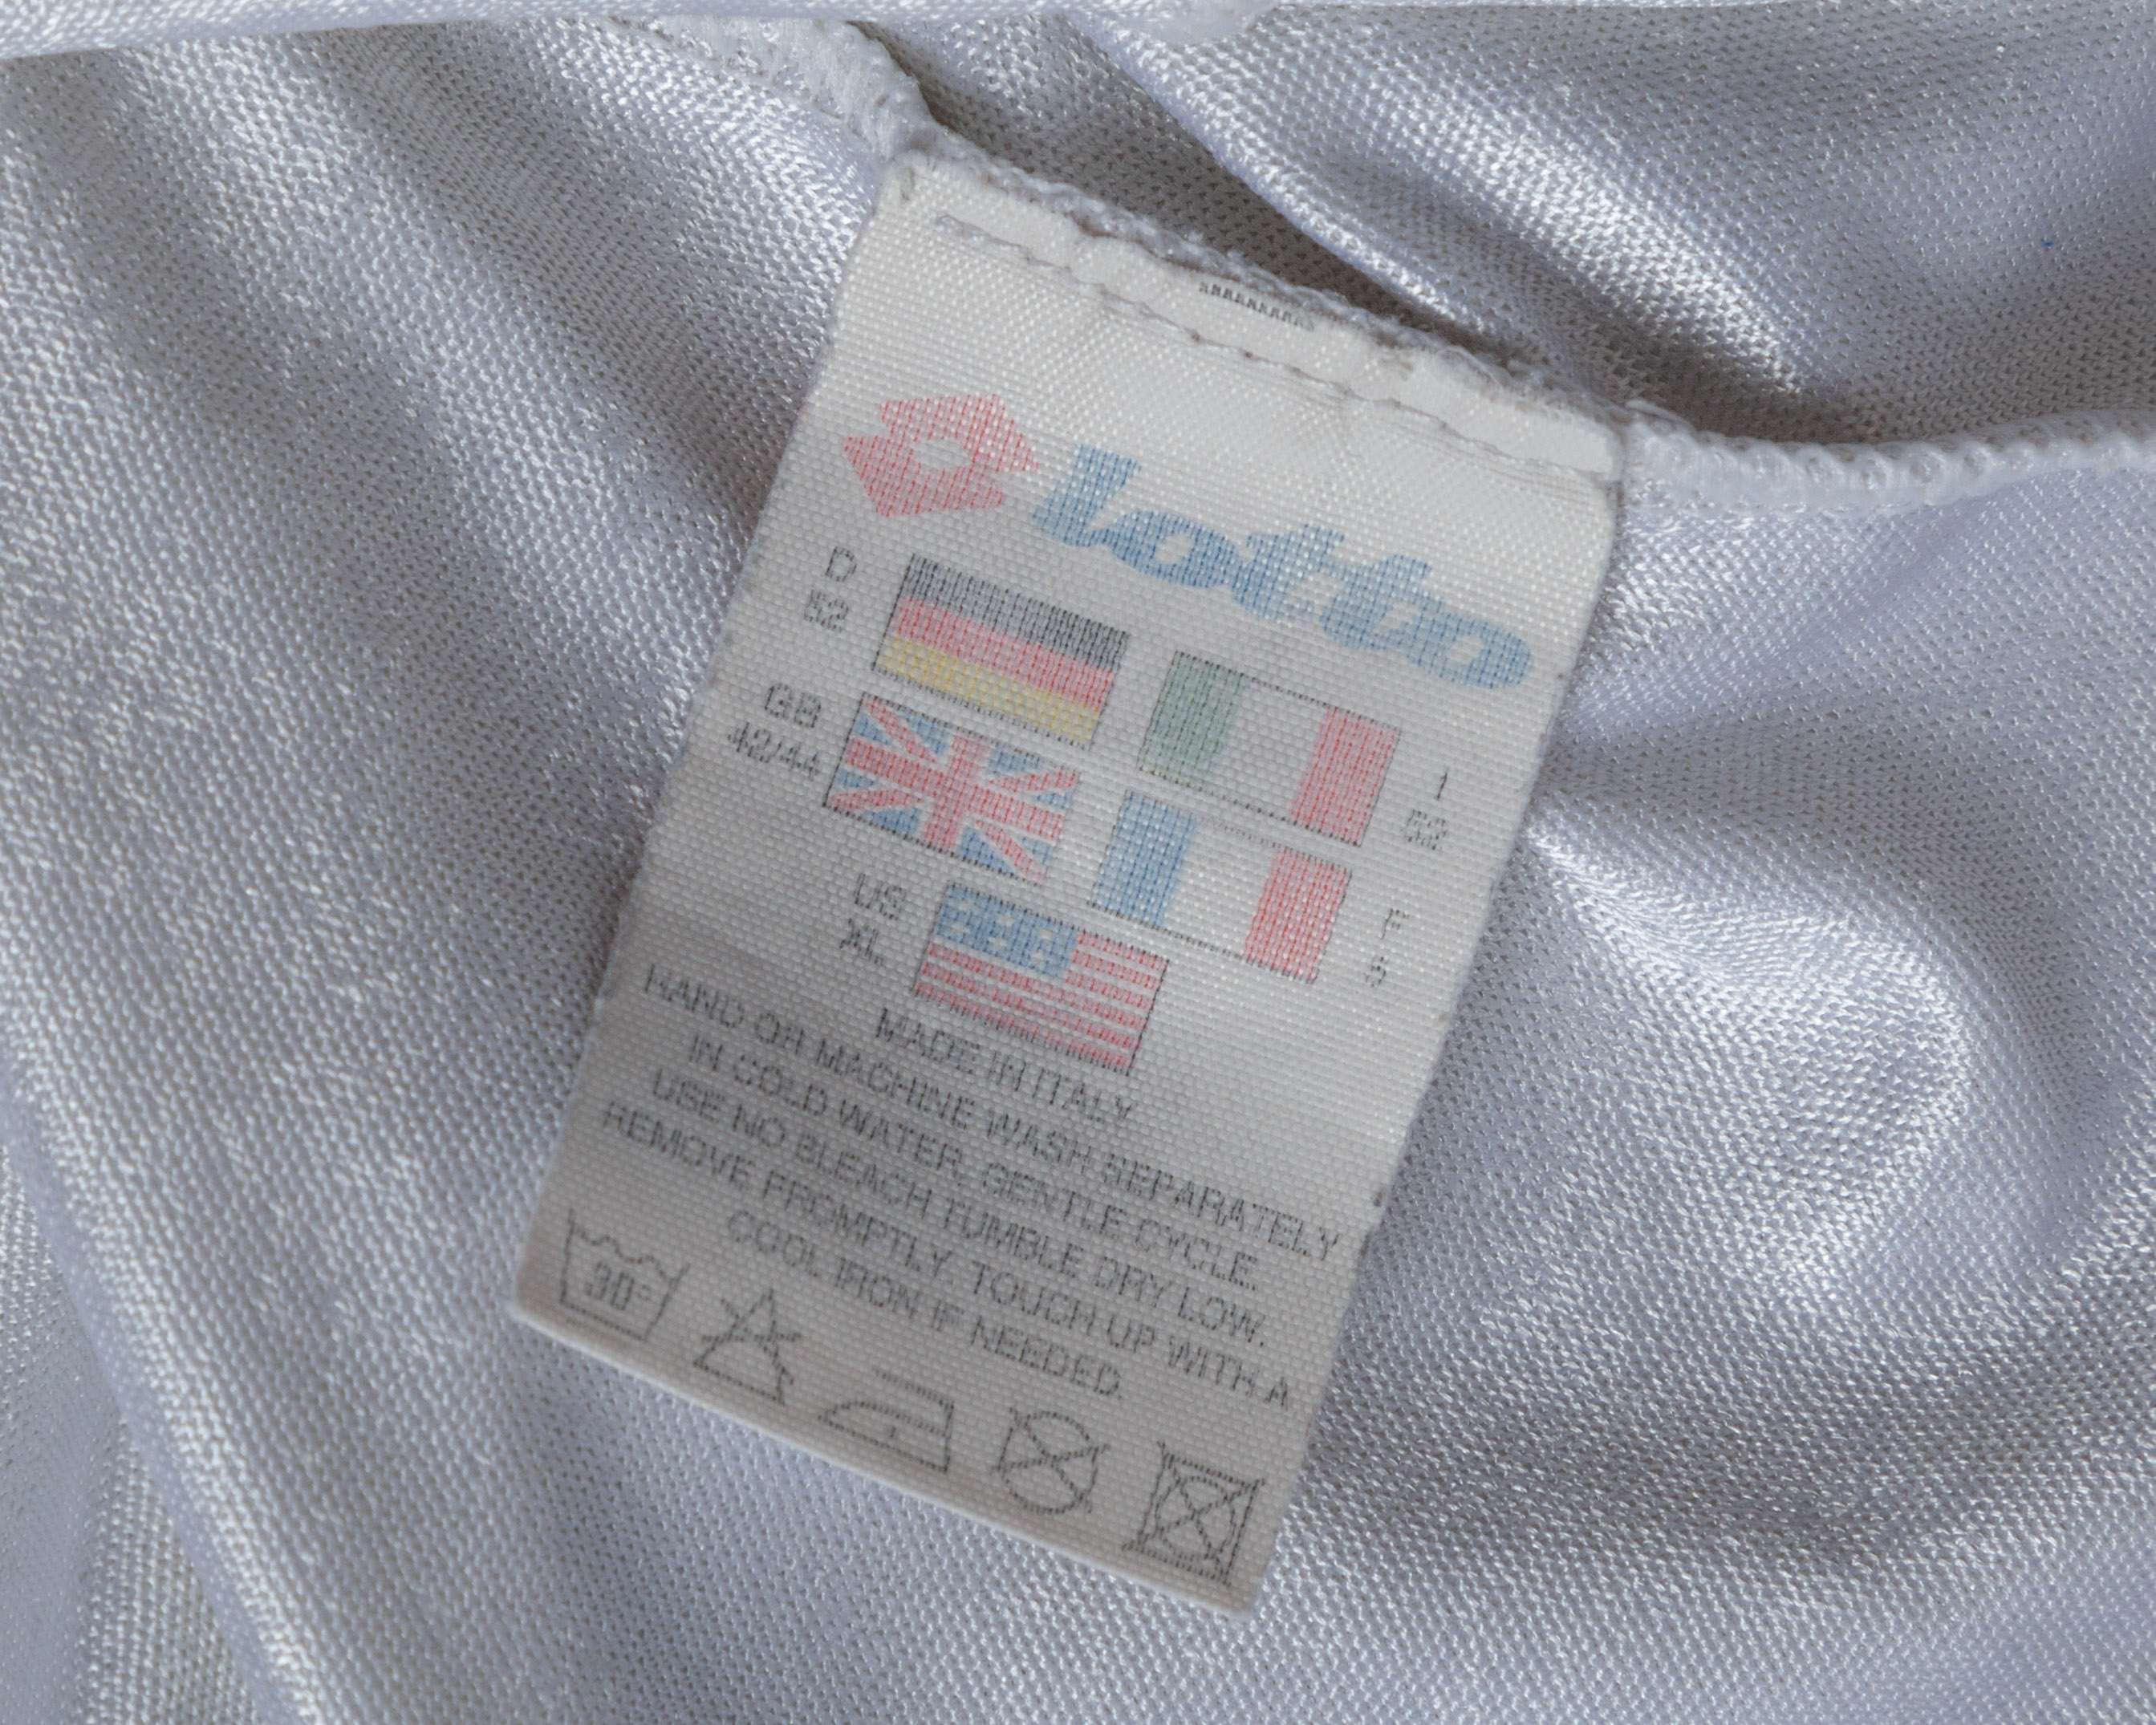 lotto
D
52
I
52
GB
42/44
F
5
US
XL
MADE IN ITALY
HAND OR MACHINE WASH SEPARATELY
IN COLD WATER. GENTLE CYCLE.
USE NO BLEACH TUMBLE DRY LOW.
REMOVE PROMPTLY. TOUCH UP WITH A
COOL IRON IF NEEDED.
30°